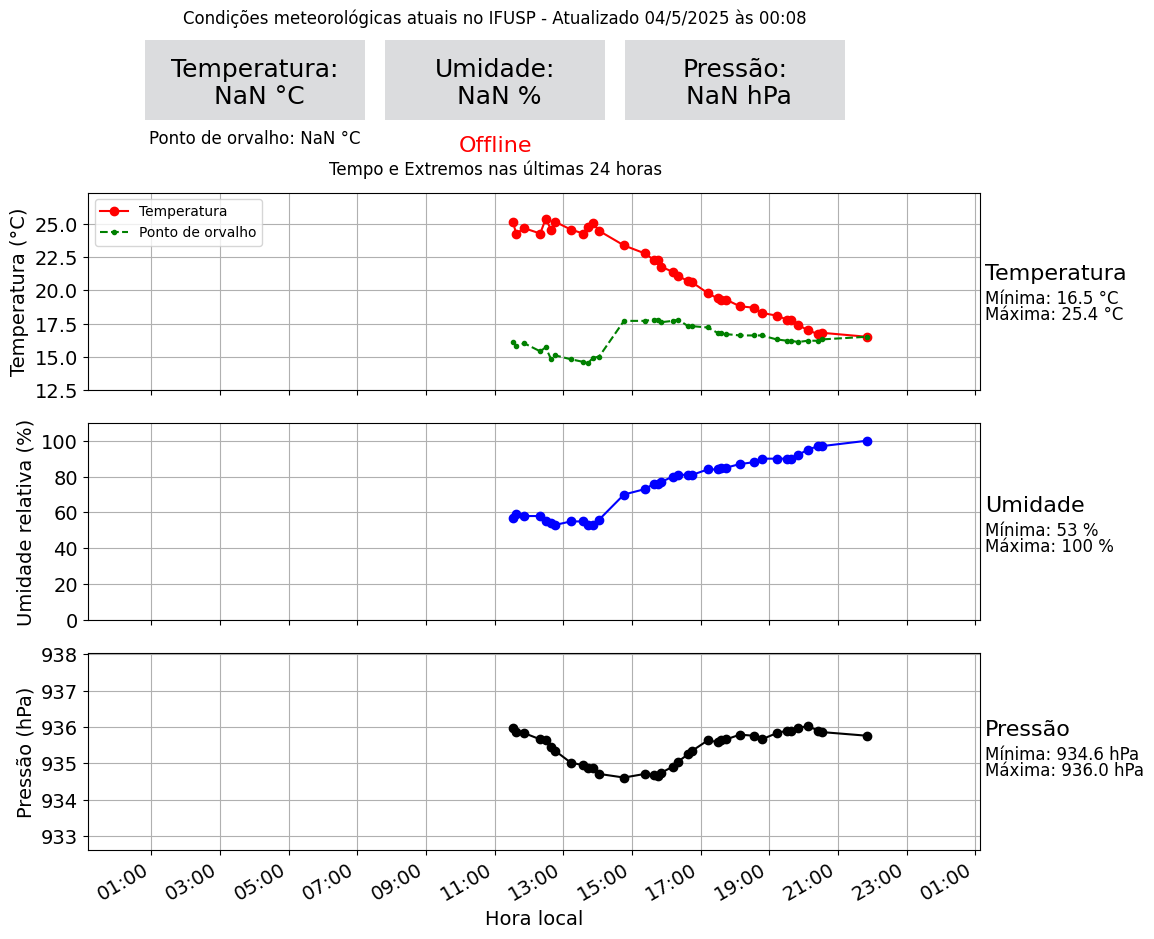 Condições meteorológicas atuais no IFUSP - Atualizado 04/5/2025 às 00:08
Temperatura:
NaN °C
Umidade:
NaN %
Pressão:
NaN hPa
Ponto de orvalho: NaN °C
Offline
Tempo e Extremos nas últimas 24 horas
Temperatura (°C)
25.0
22.5
20.0
17.5
15.0
12.5
Temperatura
Ponto de orvalho
Temperatura
Mínima: 16.5 °C
Máxima: 25.4 °C
Umidade relativa (%)
100
80
60
40
20
0
Umidade
Mínima: 53 %
Máxima: 100 %
Pressão (hPa)
938
937
936
935
934
933
Pressão
Mínima: 934.6 hPa
Máxima: 936.0 hPa
01:00
03:00
05:00
07:00
09:00
11:00
13:00
15:00
17:00
19:00
21:00
23:00
01:00
Hora local